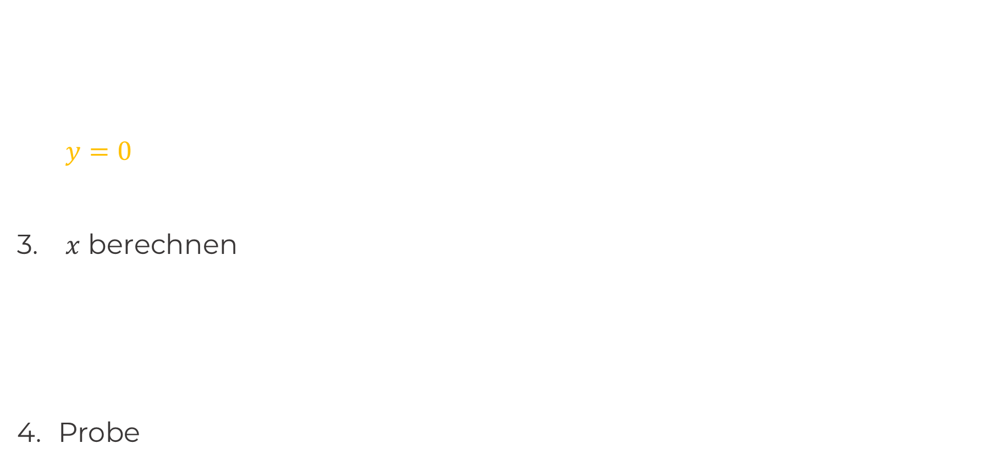 y = 0
3. x berechnen
4. Probe